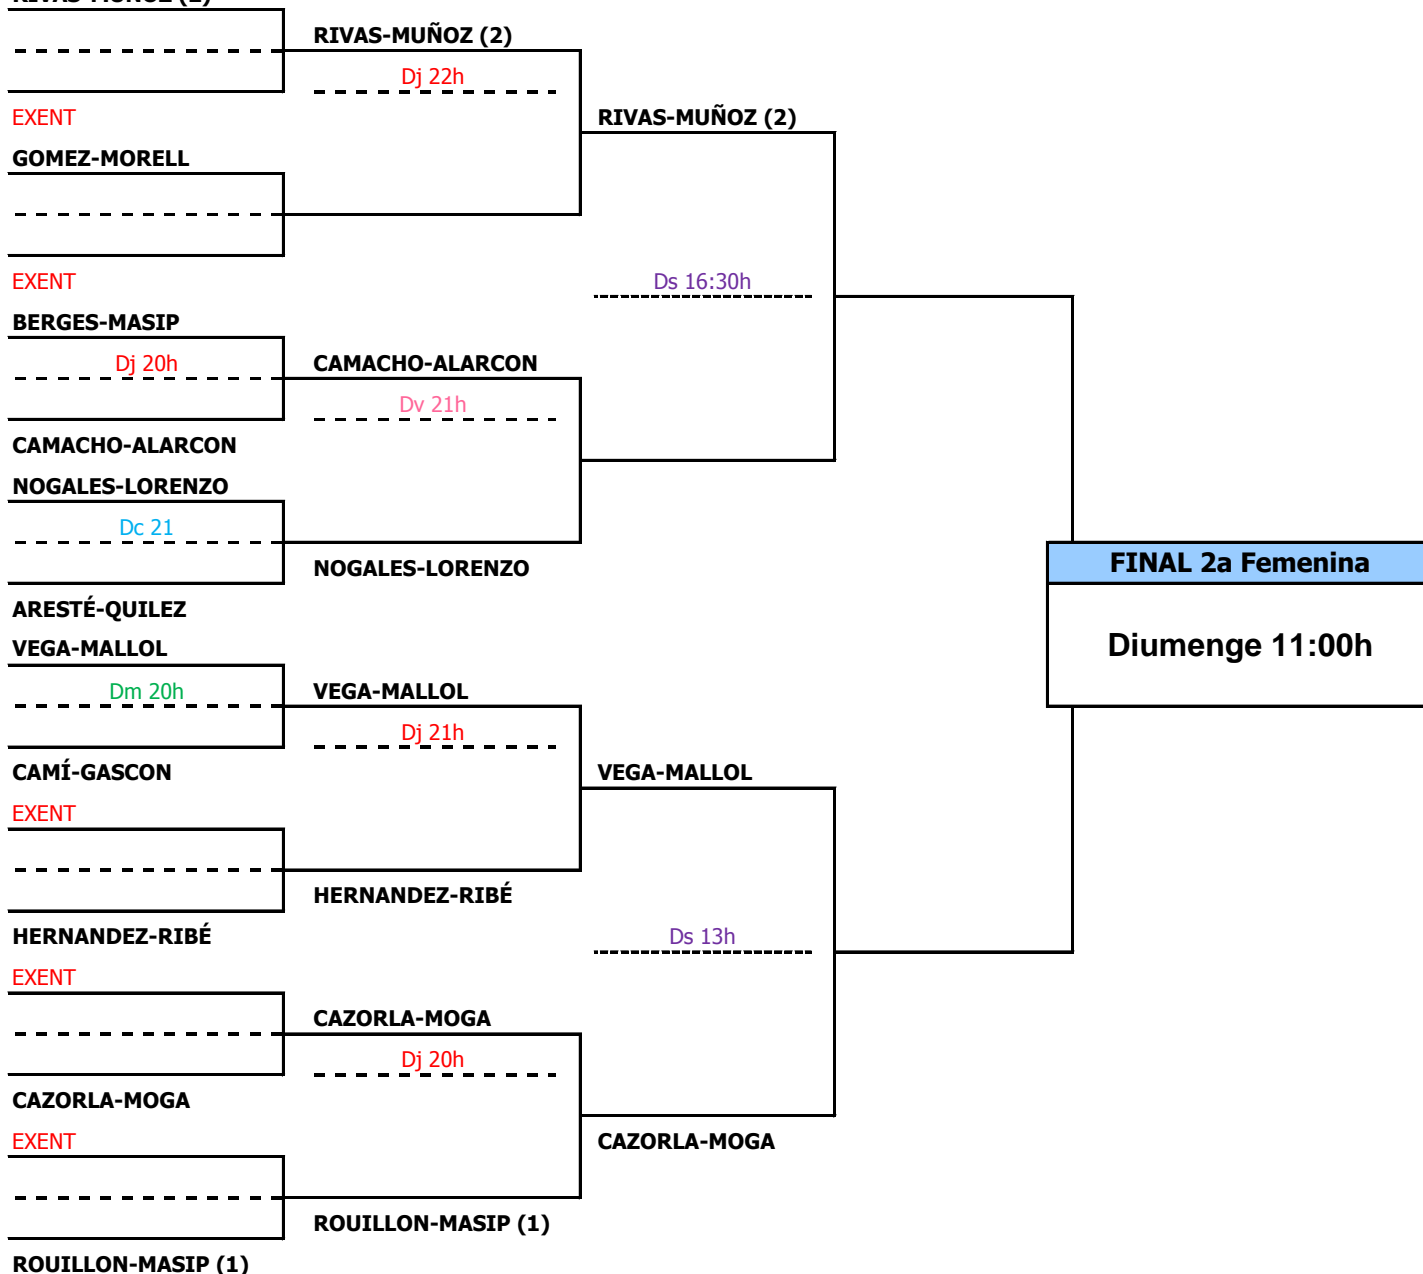 RIVAS-MUÑOZ (2)
Dj 22h
EXENT
RIVAS-MUÑOZ (2)
GOMEZ-MORELL
EXENT
Ds 16:30h
BERGES-MASIP
Dj 20h
CAMACHO-ALARCON
Dv 21h
CAMACHO-ALARCON
NOGALES-LORENZO
Dc 21
NOGALES-LORENZO
FINAL 2a Femenina
ARESTÉ-QUILEZ
VEGA-MALLOL
Diumenge 11:00h
Dm 20h
VEGA-MALLOL
Dj 21h
CAMÍ-GASCON
VEGA-MALLOL
EXENT
HERNANDEZ-RIBÉ
HERNANDEZ-RIBÉ
Ds 13h
EXENT
CAZORLA-MOGA
Dj 20h
CAZORLA-MOGA
EXENT
CAZORLA-MOGA
ROUILLON-MASIP (1)
ROUILLON-MASIP (1)